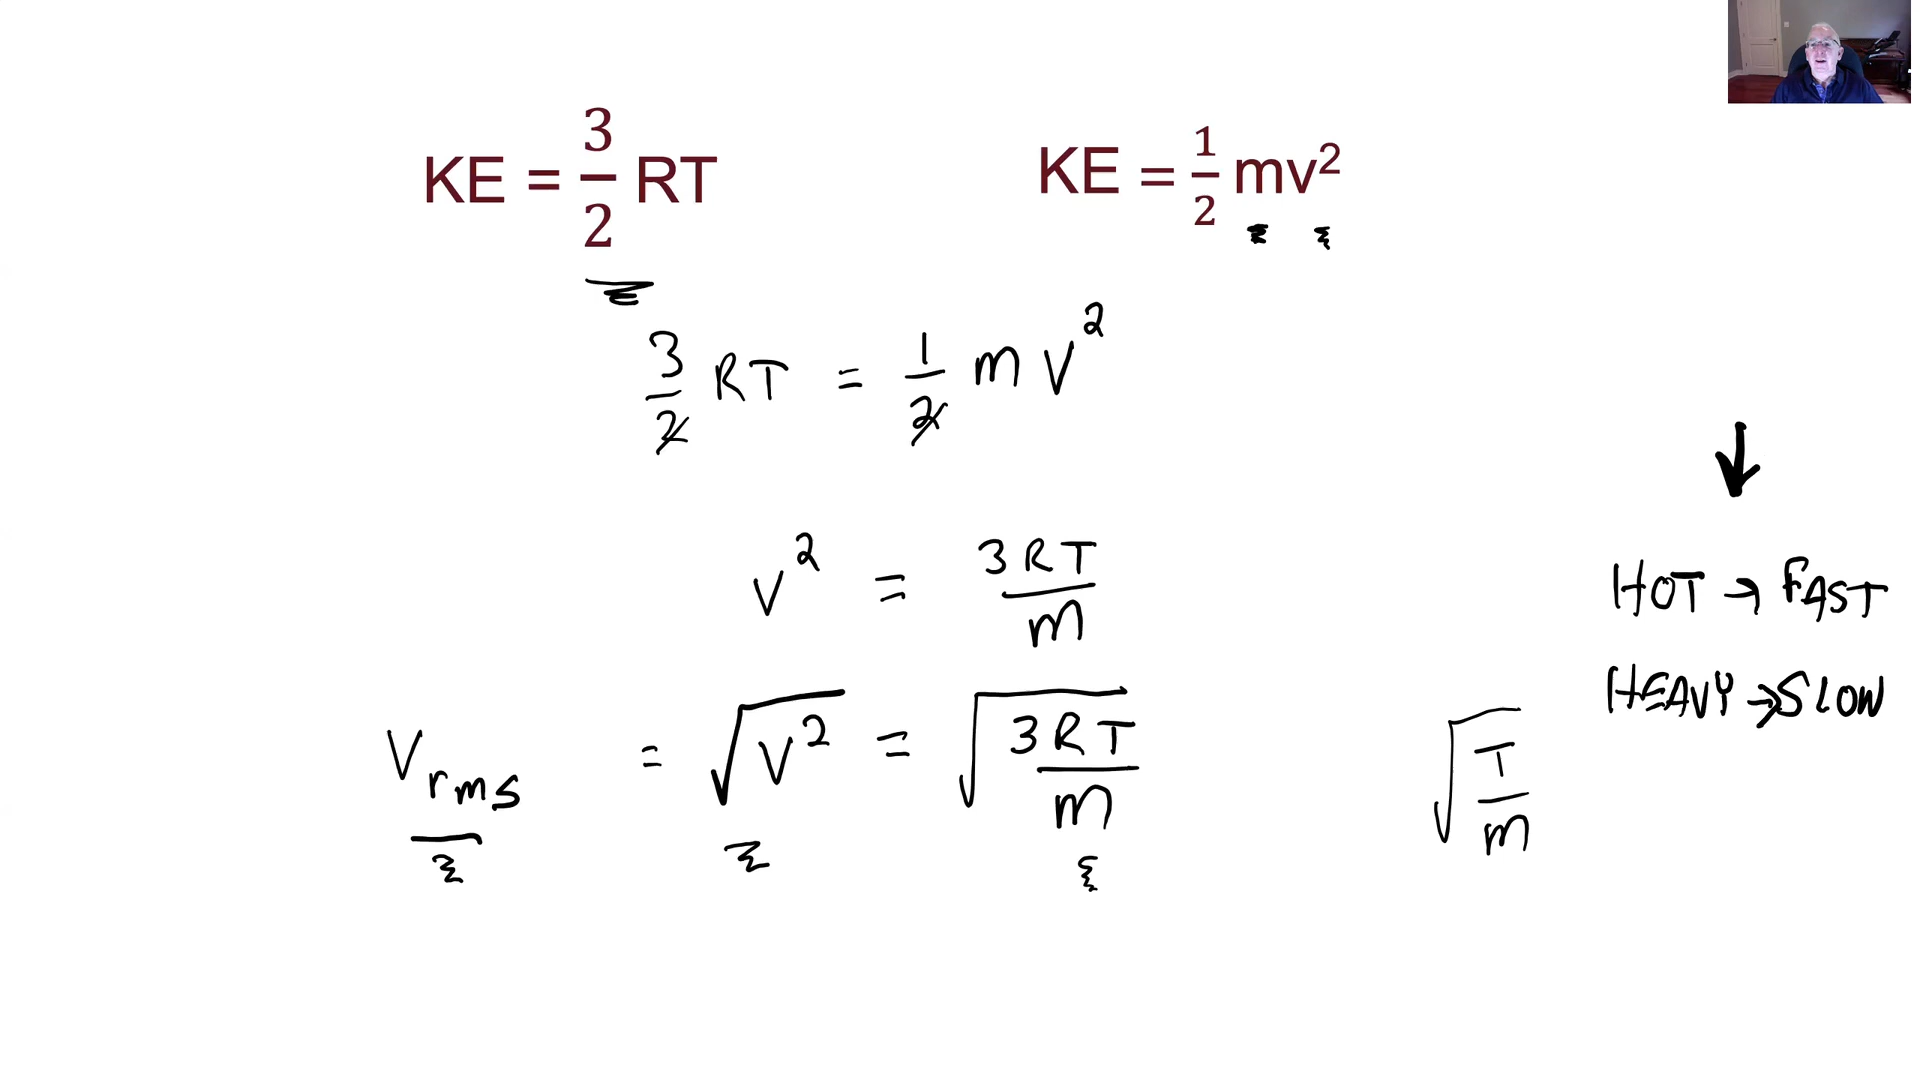 KE = 3/2 RT
KE = 1/2 mv²
3/2 RT = 1/2 m v²
v² = 3RT/m
HOT → FAST
HEAVY → SLOW
Vrms = √v² = √(3RT/m)
√(T/m)